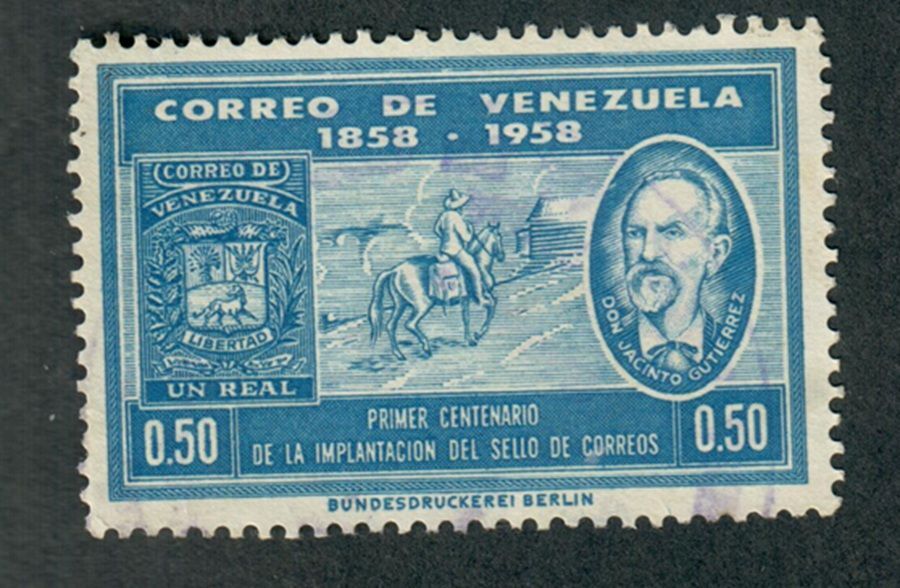 CORREO DE VENEZUELA
1858 - 1958
CORREO DE
VENEZUELA
LIBERTAD
UN REAL
DON JACINTO GUTIERREZ
0.50
PRIMER CENTENARIO
DE LA IMPLANTACION DEL SELLO DE CORREOS
0.50
BUNDESDRUCKEREI BERLIN